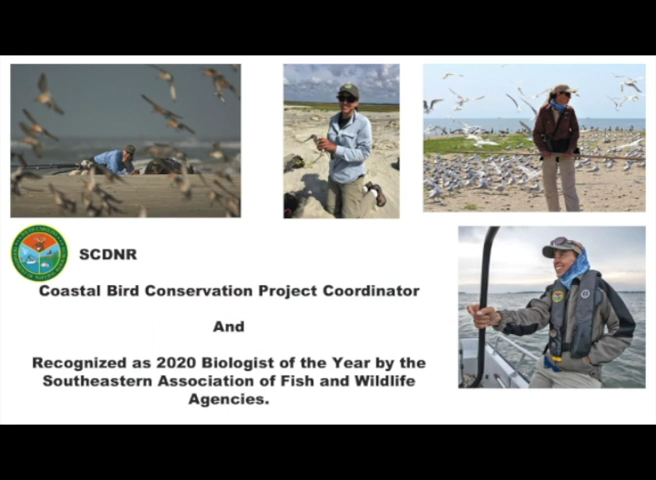 SCDNR
Coastal Bird Conservation Project Coordinator
And
Recognized as 2020 Biologist of the Year by the
Southeastern Association of Fish and Wildlife
Agencies.